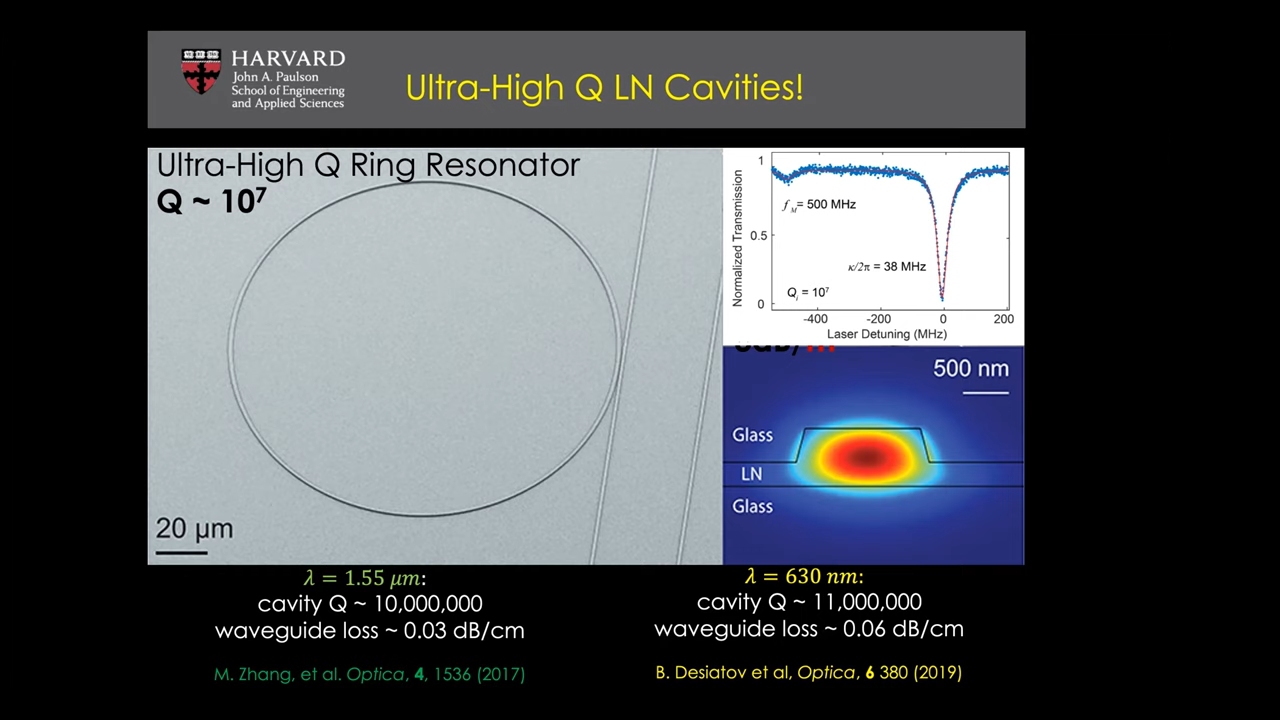 HARVARD
John A. Paulson
School of Engineering
and Applied Sciences
Ultra-High Q LN Cavities!
Ultra-High Q Ring Resonator
Q ~ 10⁷
20 µm
Normalized Transmission
1
0.5
0
f_M = 500 MHz
κ/2π = 38 MHz
Q_i = 10⁷
-400 -200 0 200
Laser Detuning (MHz)
500 nm
Glass
LN
Glass
λ = 1.55 µm:
cavity Q ~ 10,000,000
waveguide loss ~ 0.03 dB/cm
M. Zhang, et al. Optica, 4, 1536 (2017)
λ = 630 nm:
cavity Q ~ 11,000,000
waveguide loss ~ 0.06 dB/cm
B. Desiatov et al, Optica, 6 380 (2019)